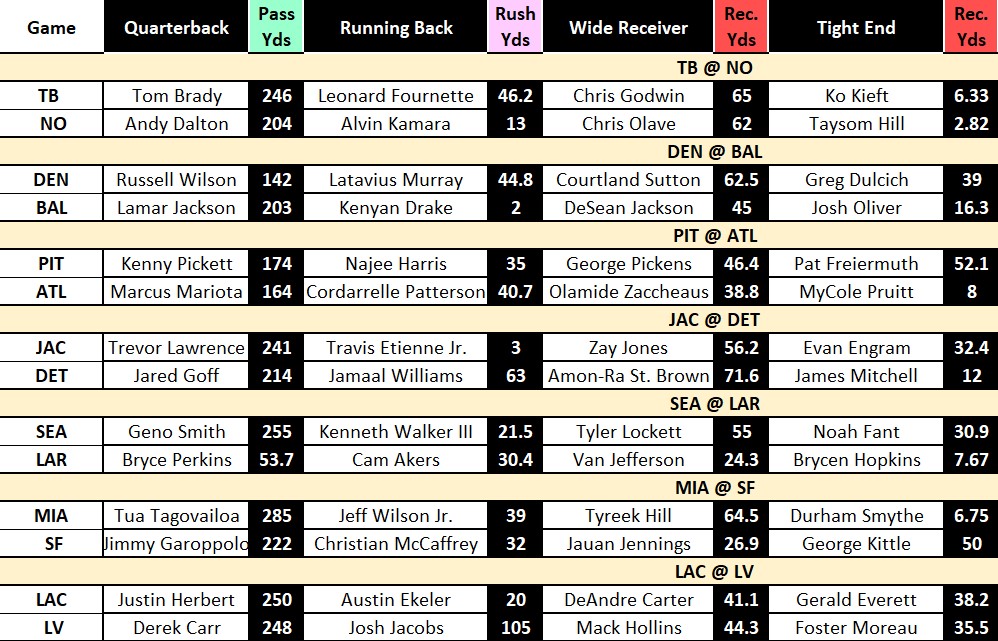 Game Quarterback Pass Yds Running Back Rush Yds Wide Receiver Rec. Yds Tight End Rec. Yds
TB @ NO
TB Tom Brady 246 Leonard Fournette 46.2 Chris Godwin 65 Ko Kieft 6.33
NO Andy Dalton 204 Alvin Kamara 13 Chris Olave 62 Taysom Hill 2.82
DEN @ BAL
DEN Russell Wilson 142 Latavius Murray 44.8 Courtland Sutton 62.5 Greg Dulcich 39
BAL Lamar Jackson 203 Kenyan Drake 2 DeSean Jackson 45 Josh Oliver 16.3
PIT @ ATL
PIT Kenny Pickett 174 Najee Harris 35 George Pickens 46.4 Pat Freiermuth 52.1
ATL Marcus Mariota 164 Cordarrelle Patterson 40.7 Olamide Zaccheaus 38.8 MyCole Pruitt 8
JAC @ DET
JAC Trevor Lawrence 241 Travis Etienne Jr. 3 Zay Jones 56.2 Evan Engram 32.4
DET Jared Goff 214 Jamaal Williams 63 Amon-Ra St. Brown 71.6 James Mitchell 12
SEA @ LAR
SEA Geno Smith 255 Kenneth Walker III 21.5 Tyler Lockett 55 Noah Fant 30.9
LAR Bryce Perkins 53.7 Cam Akers 30.4 Van Jefferson 24.3 Brycen Hopkins 7.67
MIA @ SF
MIA Tua Tagovailoa 285 Jeff Wilson Jr. 39 Tyreek Hill 64.5 Durham Smythe 6.75
SF Jimmy Garoppolo 222 Christian McCaffrey 32 Jauan Jennings 26.9 George Kittle 50
LAC @ LV
LAC Justin Herbert 250 Austin Ekeler 20 DeAndre Carter 41.1 Gerald Everett 38.2
LV Derek Carr 248 Josh Jacobs 105 Mack Hollins 44.3 Foster Moreau 35.5